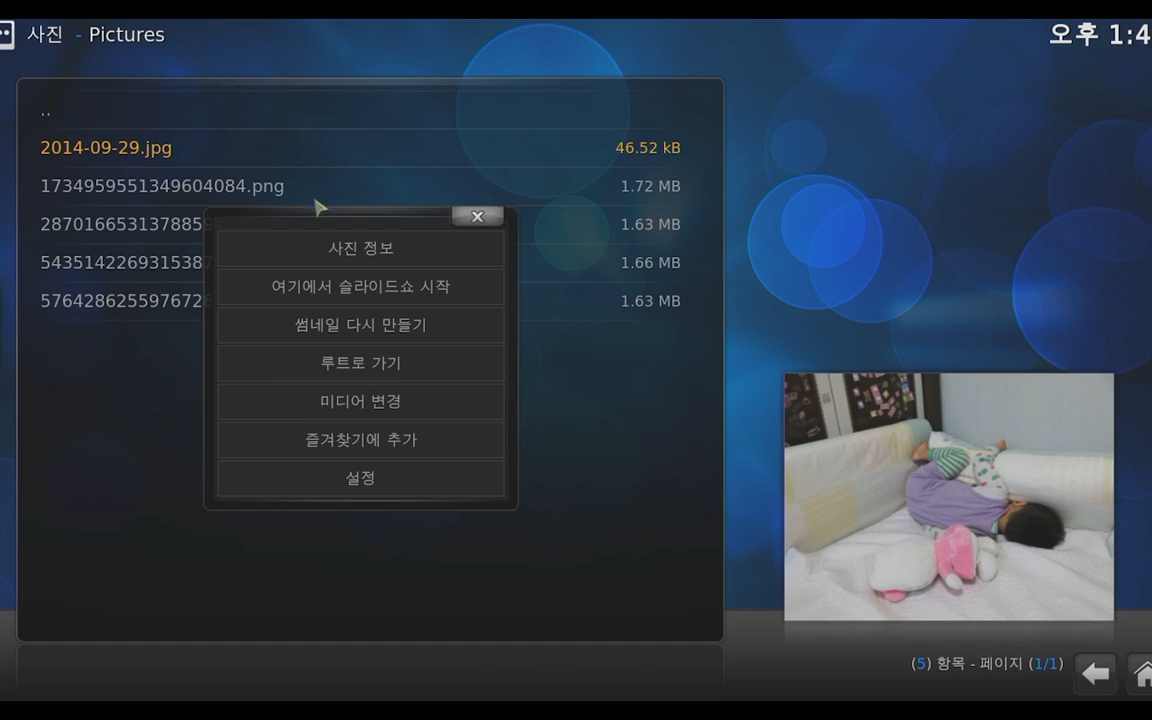 사진 - Pictures
오후 1:4
..
2014-09-29.jpg 46.52 kB
1734959551349604084.png 1.72 MB
2870166531378859 1.63 MB
5435142269315387 1.66 MB
5764286255976728 1.63 MB
사진 정보
여기에서 슬라이드쇼 시작
썸네일 다시 만들기
루트로 가기
미디어 변경
즐겨찾기에 추가
설정
(5) 항목 - 페이지 (1/1)